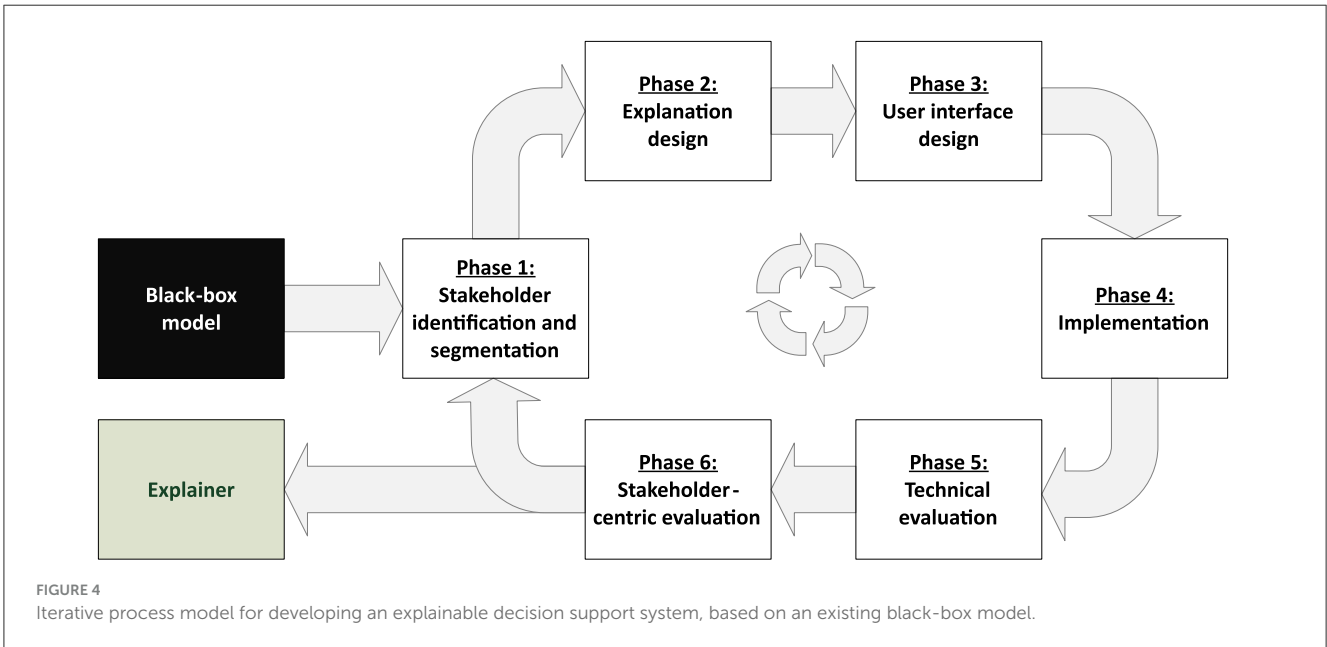 Phase 2:
Explanation
design
Phase 3:
User interface
design
Black-box
model
Phase 1:
Stakeholder
identification and
segmentation
Phase 4:
Implementation
Explainer
Phase 6:
Stakeholder-
centric evaluation
Phase 5:
Technical
evaluation
FIGURE 4
Iterative process model for developing an explainable decision support system, based on an existing black-box model.